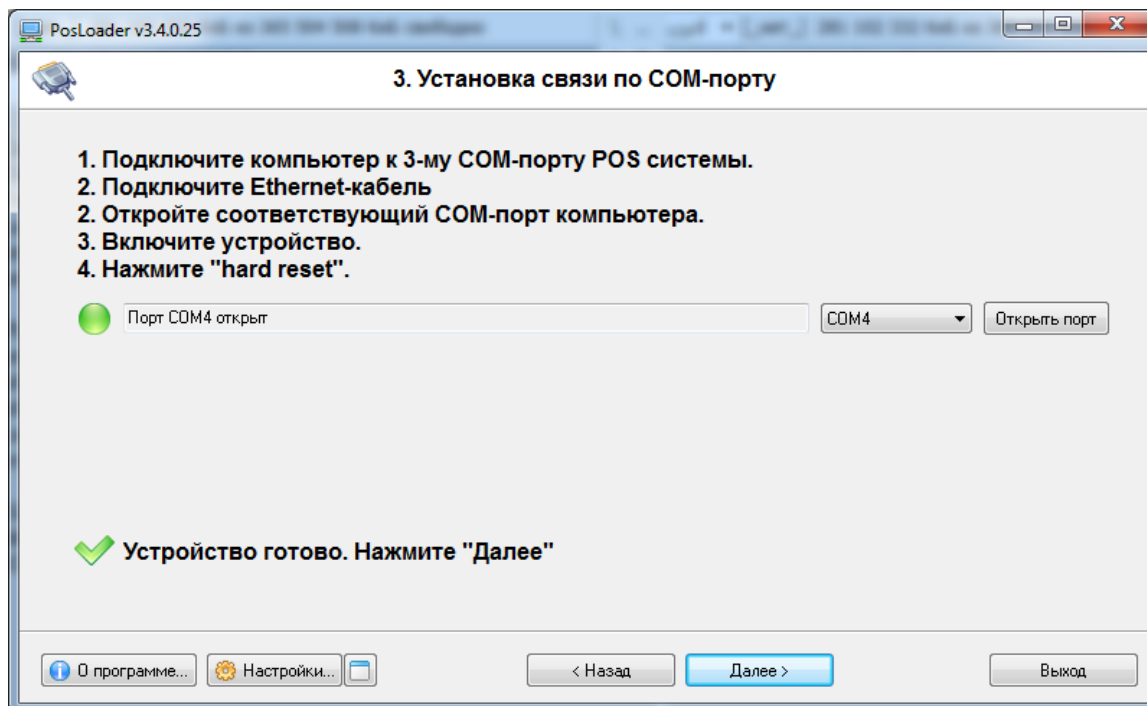 PosLoader v3.4.0.25
3. Установка связи по COM-порту
1. Подключите компьютер к 3-му COM-порту POS системы.
2. Подключите Ethernet-кабель
2. Откройте соответствующий COM-порт компьютера.
3. Включите устройство.
4. Нажмите "hard reset".
Порт COM4 открыт
COM4
Открыть порт
Устройство готово. Нажмите "Далее"
О программе...
Настройки...
< Назад
Далее >
Выход